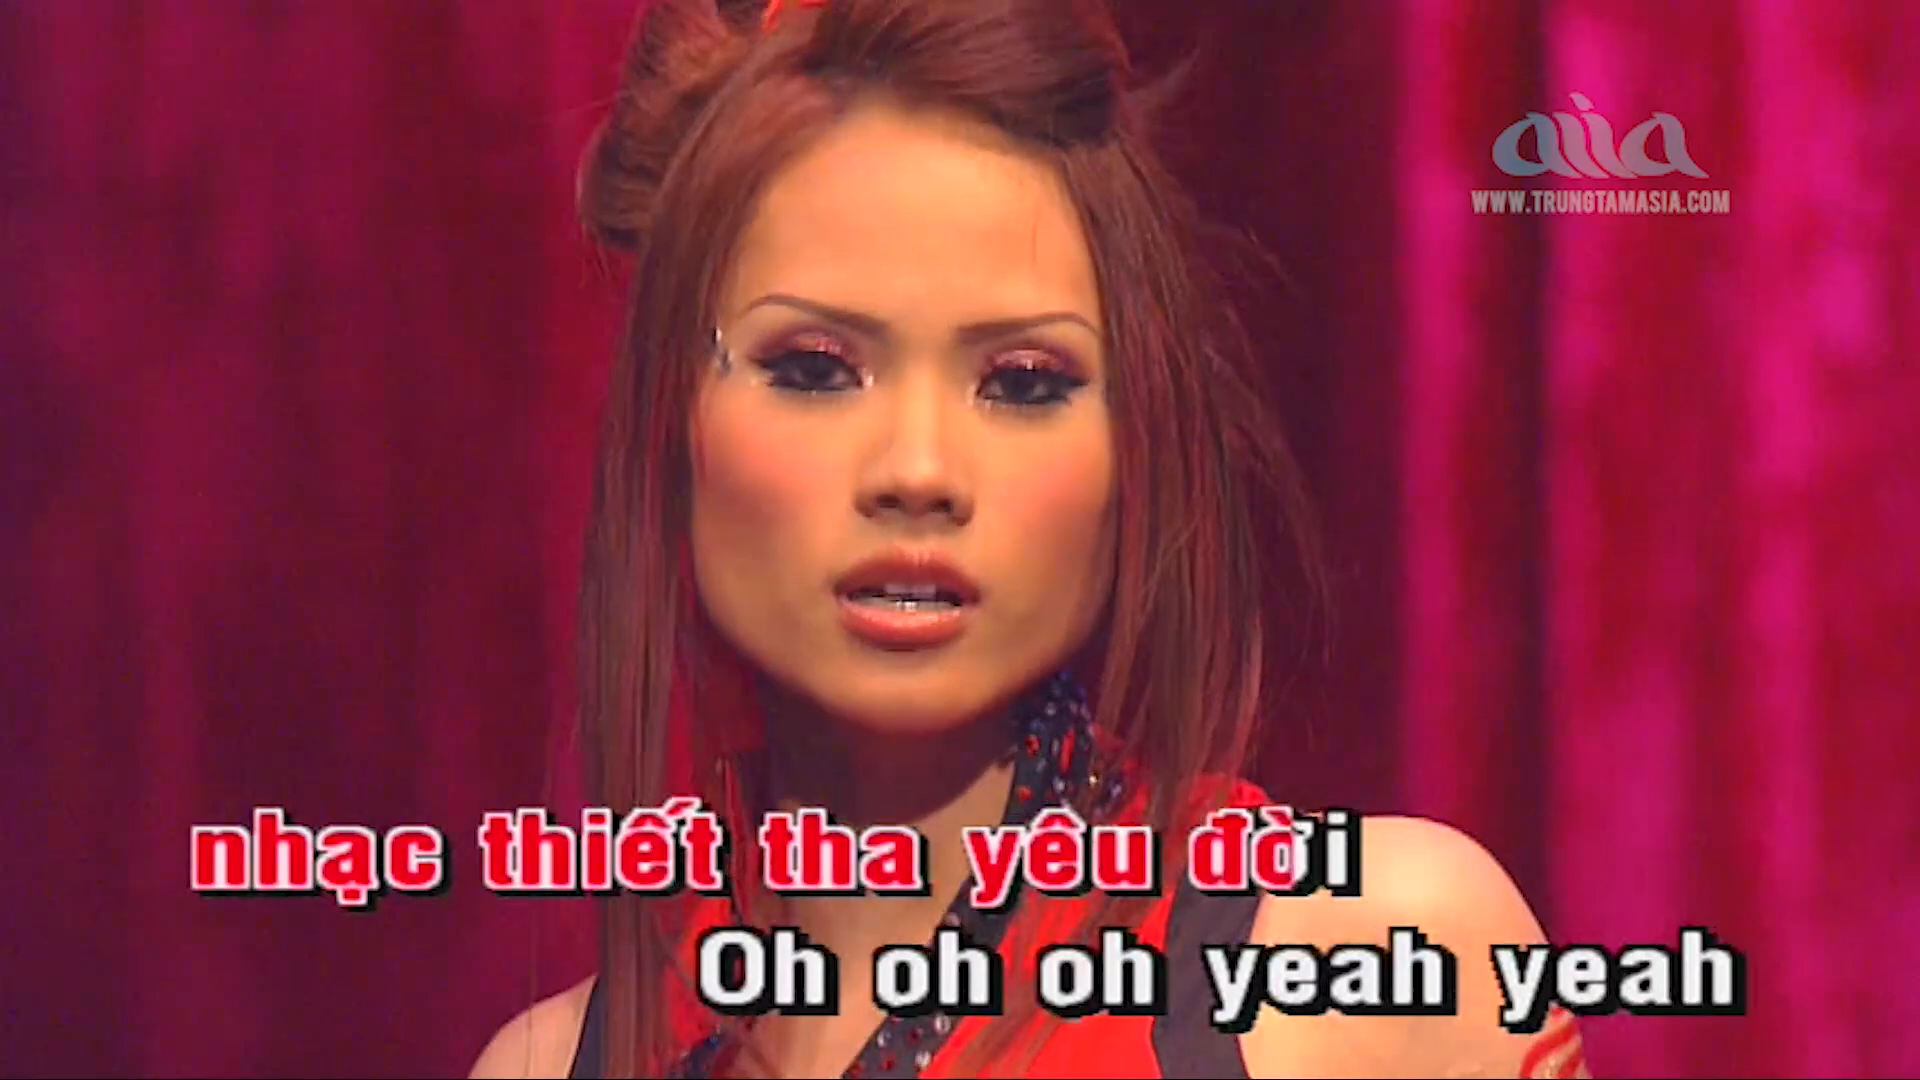 asia
WWW.TRUNGTAMASIA.COM
nhạc thiết tha yêu đời
Oh oh oh yeah yeah